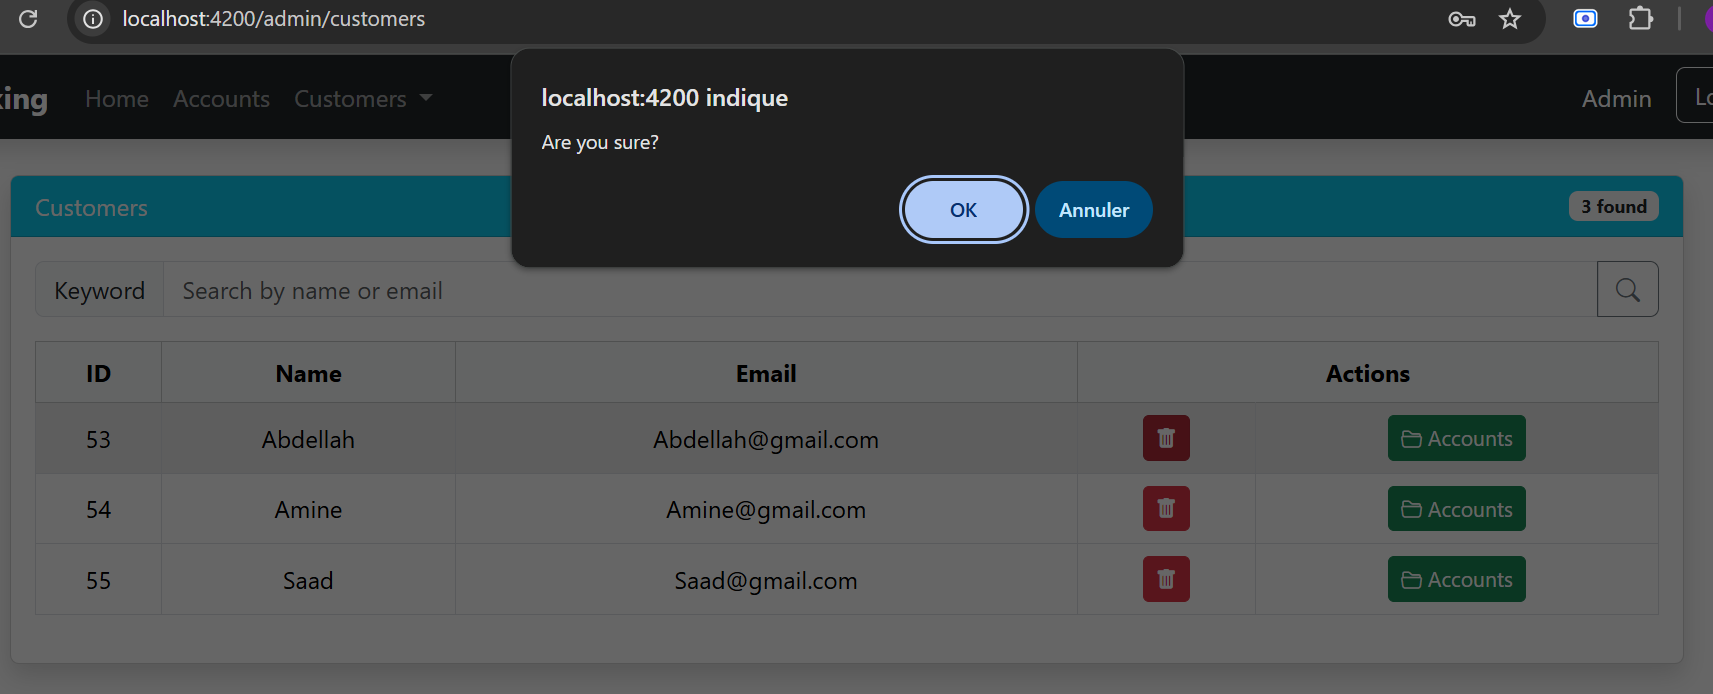 localhost:4200/admin/customers
Home Accounts Customers Admin
localhost:4200 indique
Are you sure?
OK Annuler
Customers 3 found
Keyword Search by name or email
ID Name Email Actions
53 Abdellah Abdellah@gmail.com Accounts
54 Amine Amine@gmail.com Accounts
55 Saad Saad@gmail.com Accounts